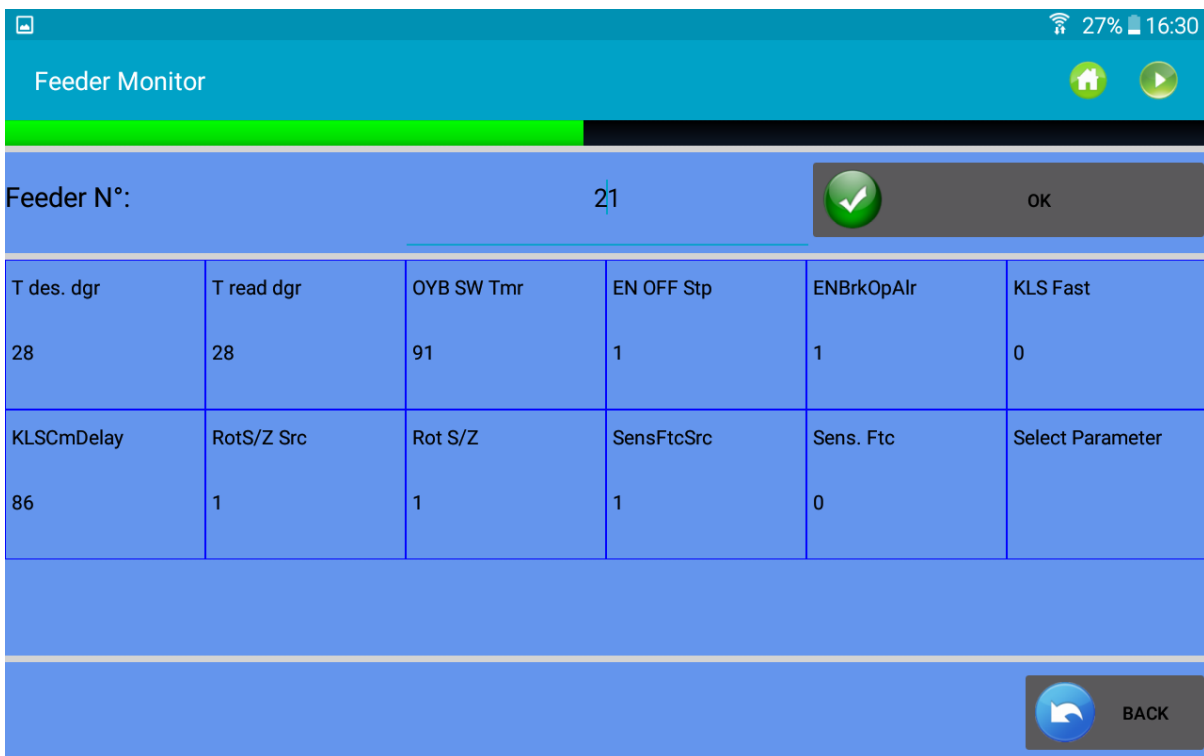 27% 16:30
Feeder Monitor
Feeder N°: 21 OK
T des. dgr T read dgr OYB SW Tmr EN OFF Stp ENBrkOpAlr KLS Fast
28 28 91 1 1 0
KLSCmDelay RotS/Z Src Rot S/Z SensFtcSrc Sens. Ftc Select Parameter
86 1 1 1 0
BACK